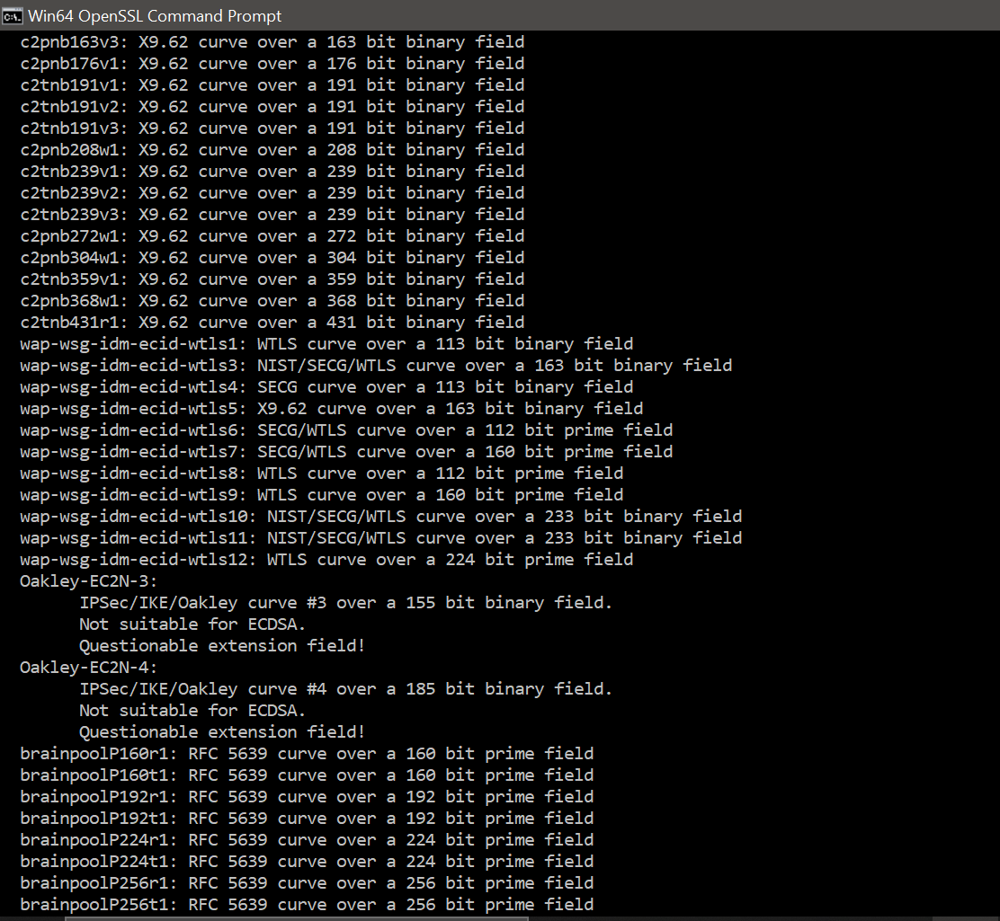 Win64 OpenSSL Command Prompt
c2pnb163v3: X9.62 curve over a 163 bit binary field
c2pnb176v1: X9.62 curve over a 176 bit binary field
c2tnb191v1: X9.62 curve over a 191 bit binary field
c2tnb191v2: X9.62 curve over a 191 bit binary field
c2tnb191v3: X9.62 curve over a 191 bit binary field
c2pnb208w1: X9.62 curve over a 208 bit binary field
c2tnb239v1: X9.62 curve over a 239 bit binary field
c2tnb239v2: X9.62 curve over a 239 bit binary field
c2tnb239v3: X9.62 curve over a 239 bit binary field
c2pnb272w1: X9.62 curve over a 272 bit binary field
c2pnb304w1: X9.62 curve over a 304 bit binary field
c2tnb359v1: X9.62 curve over a 359 bit binary field
c2pnb368w1: X9.62 curve over a 368 bit binary field
c2tnb431r1: X9.62 curve over a 431 bit binary field
wap-wsg-idm-ecid-wtls1: WTLS curve over a 113 bit binary field
wap-wsg-idm-ecid-wtls3: NIST/SECG/WTLS curve over a 163 bit binary field
wap-wsg-idm-ecid-wtls4: SECG curve over a 113 bit binary field
wap-wsg-idm-ecid-wtls5: X9.62 curve over a 163 bit binary field
wap-wsg-idm-ecid-wtls6: SECG/WTLS curve over a 112 bit prime field
wap-wsg-idm-ecid-wtls7: SECG/WTLS curve over a 160 bit prime field
wap-wsg-idm-ecid-wtls8: WTLS curve over a 112 bit prime field
wap-wsg-idm-ecid-wtls9: WTLS curve over a 160 bit prime field
wap-wsg-idm-ecid-wtls10: NIST/SECG/WTLS curve over a 233 bit binary field
wap-wsg-idm-ecid-wtls11: NIST/SECG/WTLS curve over a 233 bit binary field
wap-wsg-idm-ecid-wtls12: WTLS curve over a 224 bit prime field
Oakley-EC2N-3:
IPSec/IKE/Oakley curve #3 over a 155 bit binary field.
Not suitable for ECDSA.
Questionable extension field!
Oakley-EC2N-4:
IPSec/IKE/Oakley curve #4 over a 185 bit binary field.
Not suitable for ECDSA.
Questionable extension field!
brainpoolP160r1: RFC 5639 curve over a 160 bit prime field
brainpoolP160t1: RFC 5639 curve over a 160 bit prime field
brainpoolP192r1: RFC 5639 curve over a 192 bit prime field
brainpoolP192t1: RFC 5639 curve over a 192 bit prime field
brainpoolP224r1: RFC 5639 curve over a 224 bit prime field
brainpoolP224t1: RFC 5639 curve over a 224 bit prime field
brainpoolP256r1: RFC 5639 curve over a 256 bit prime field
brainpoolP256t1: RFC 5639 curve over a 256 bit prime field